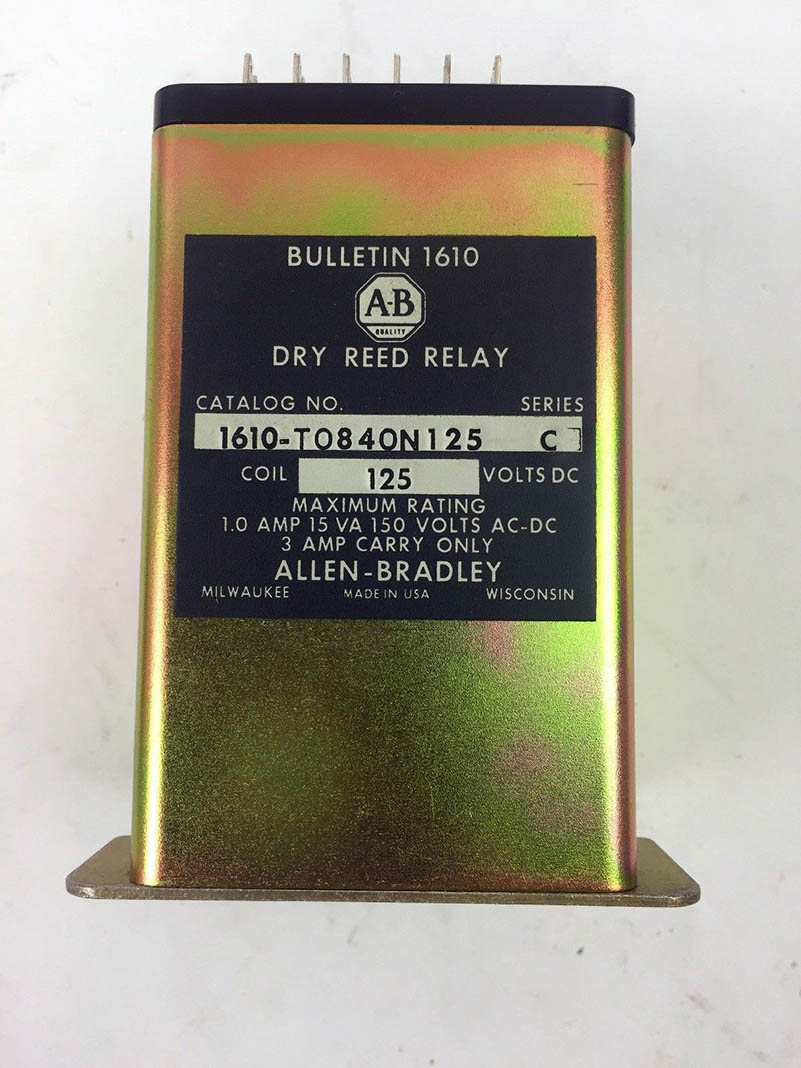 BULLETIN 1610
A-B
QUALITY
DRY REED RELAY
CATALOG NO. SERIES
1610-T0840N125 C
COIL 125 VOLTS DC
MAXIMUM RATING
1.0 AMP 15 VA 150 VOLTS AC-DC
3 AMP CARRY ONLY
ALLEN-BRADLEY
MILWAUKEE MADE IN USA WISCONSIN